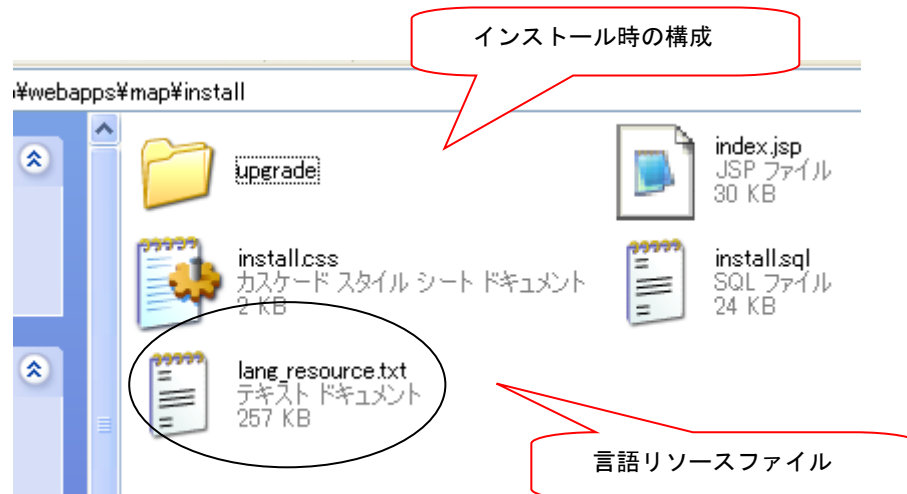 インストール時の構成
¥webapps¥map¥install
upgrade
index.jsp
JSP ファイル
30 KB
install.css
カスケード スタイル シート ドキュメント
2 KB
install.sql
SQL ファイル
24 KB
lang_resource.txt
テキスト ドキュメント
257 KB
言語リソースファイル